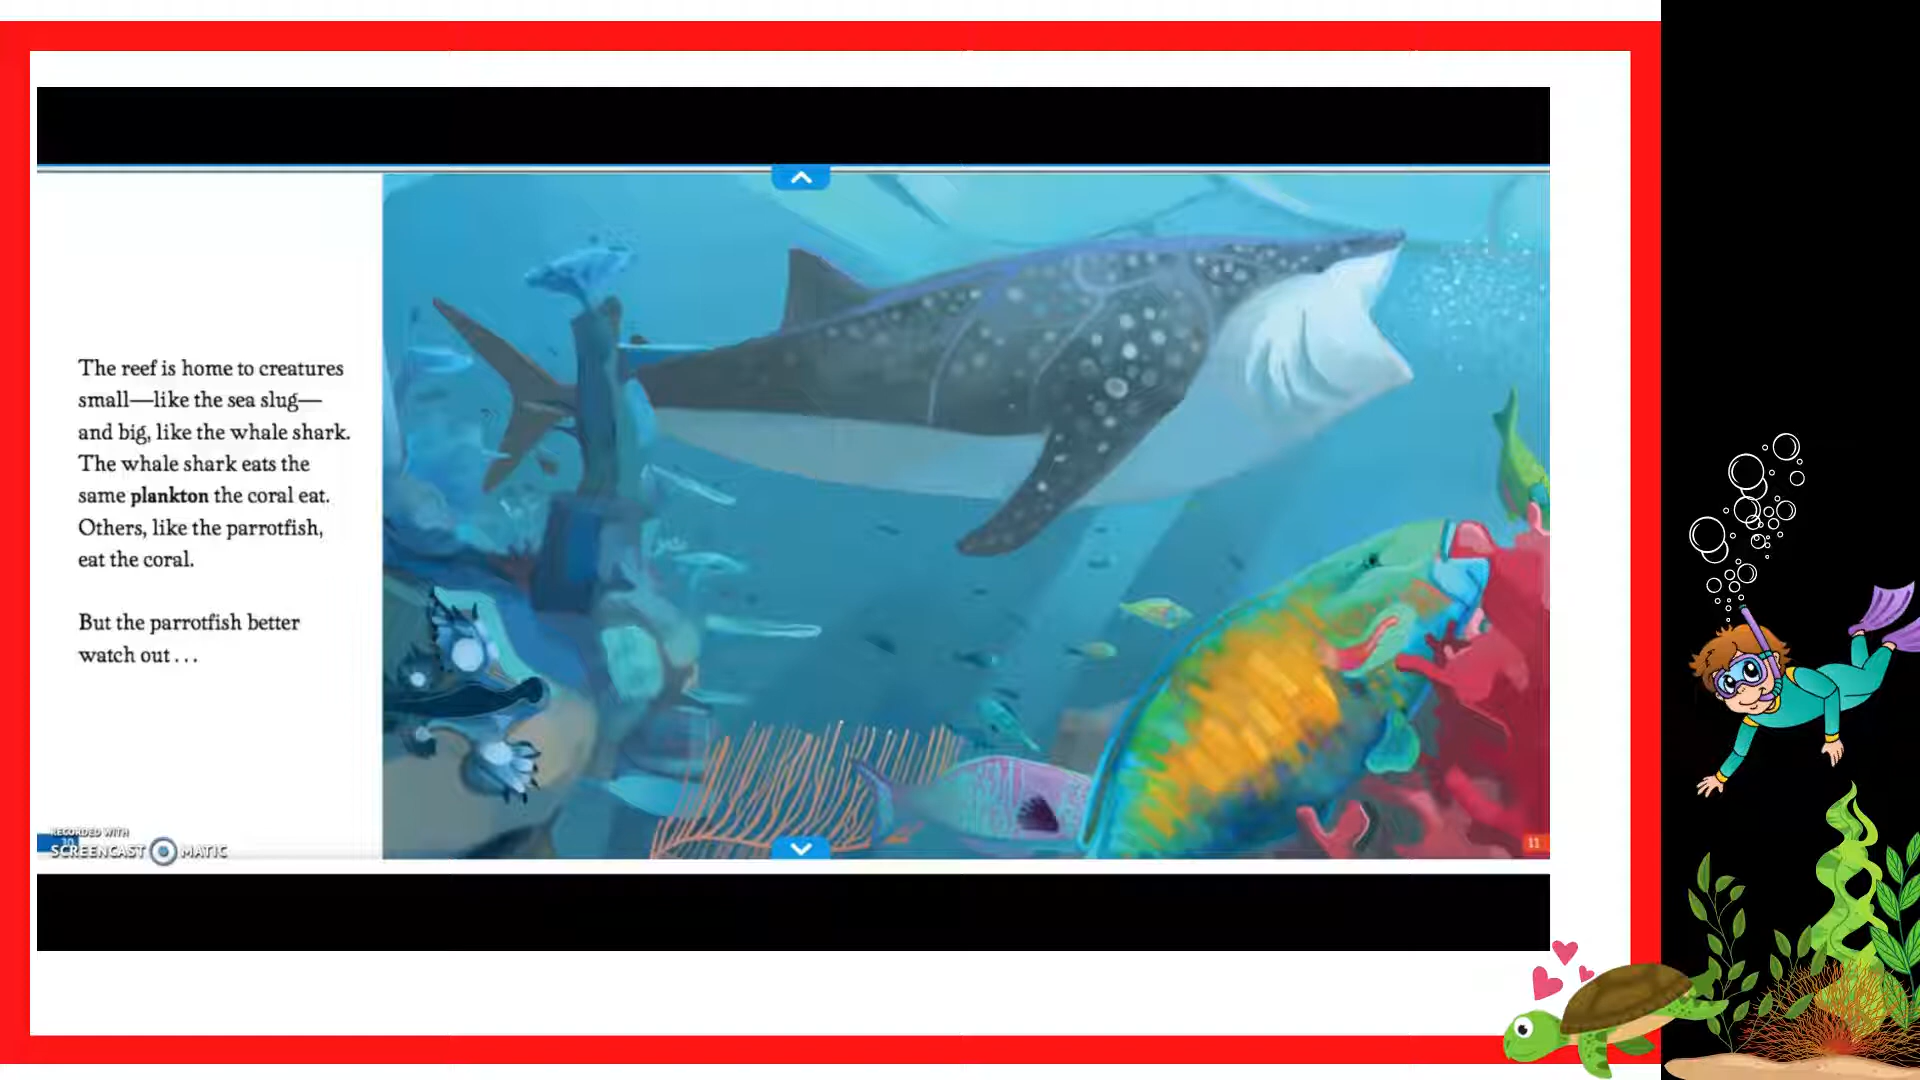 The reef is home to creatures
small—like the sea slug—
and big, like the whale shark.
The whale shark eats the
same plankton the coral eat.
Others, like the parrotfish,
eat the coral.
But the parrotfish better
watch out . . .
RECORDED WITH
SCREENCAST MATIC
11